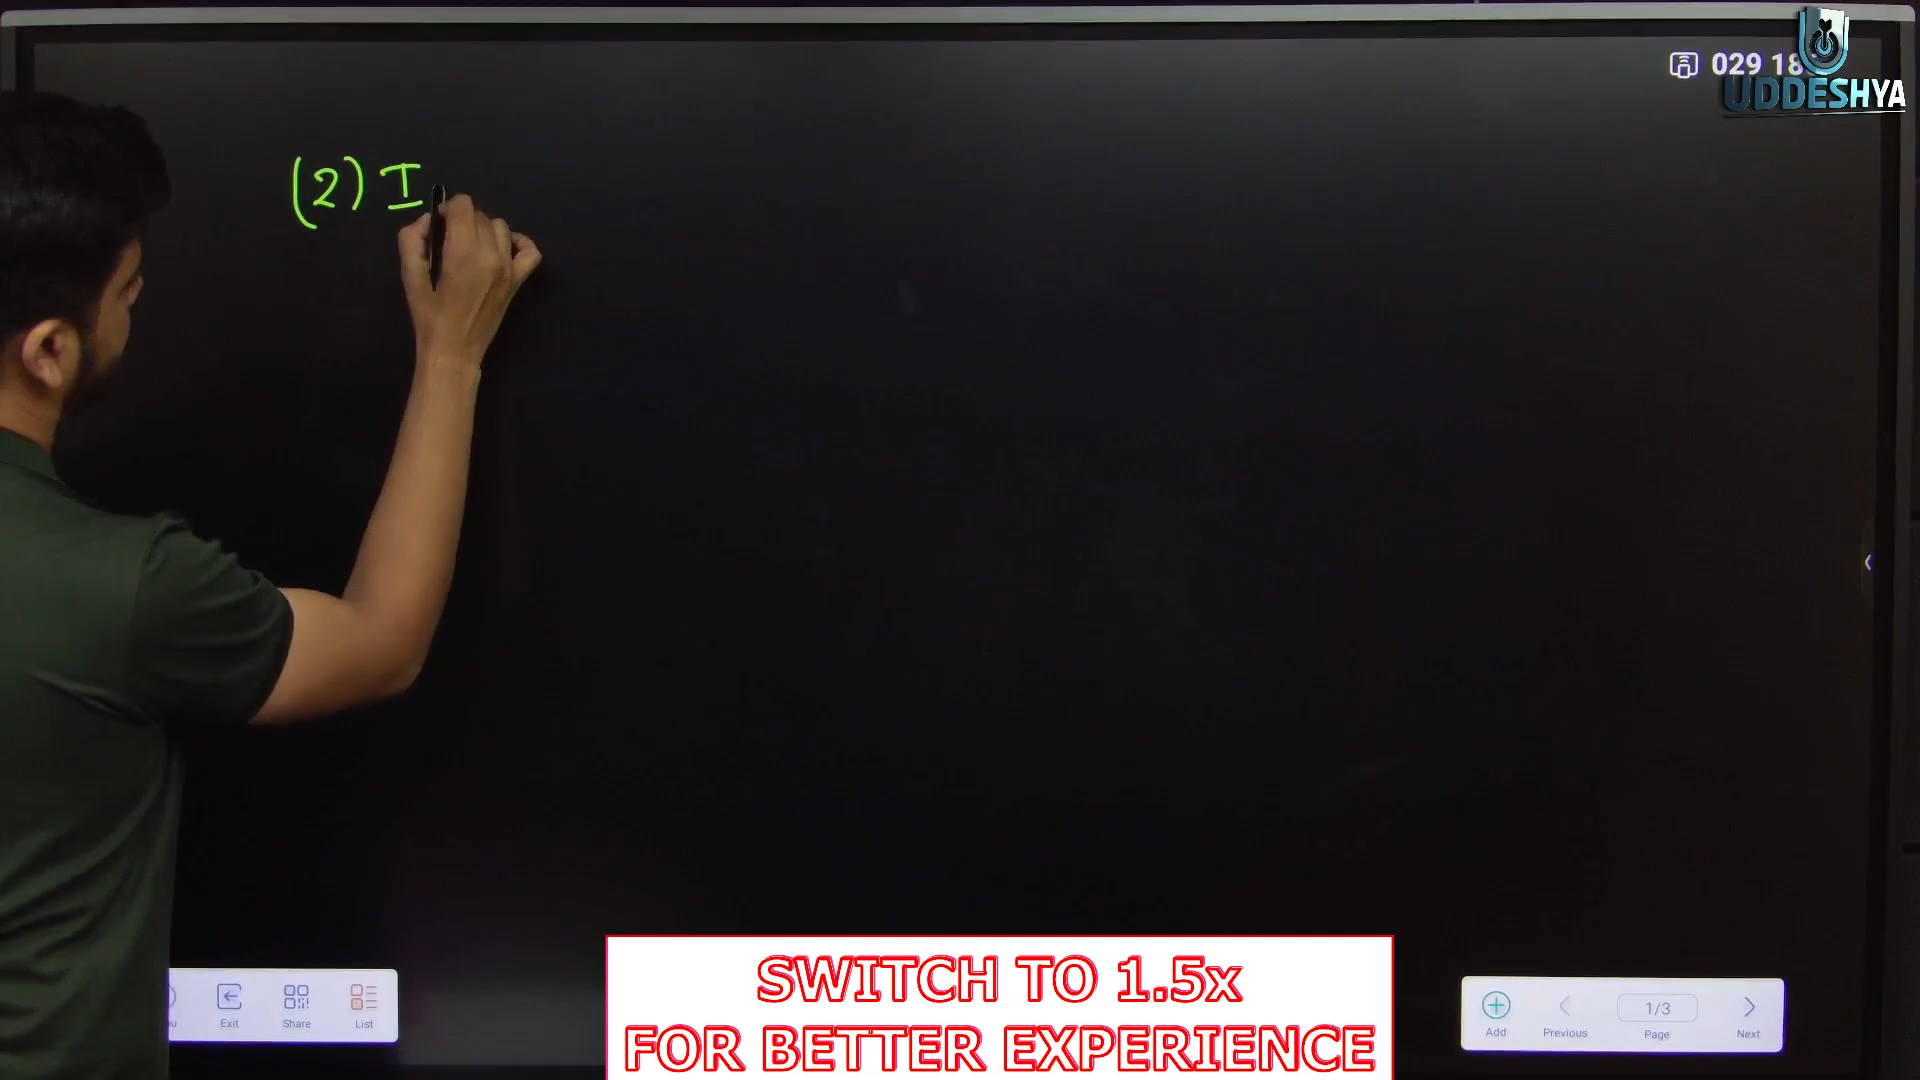 029 18
UDDESHYA
(2) I
SWITCH TO 1.5x
FOR BETTER EXPERIENCE
Exit
Share
List
Add
Previous
1/3
Page
Next